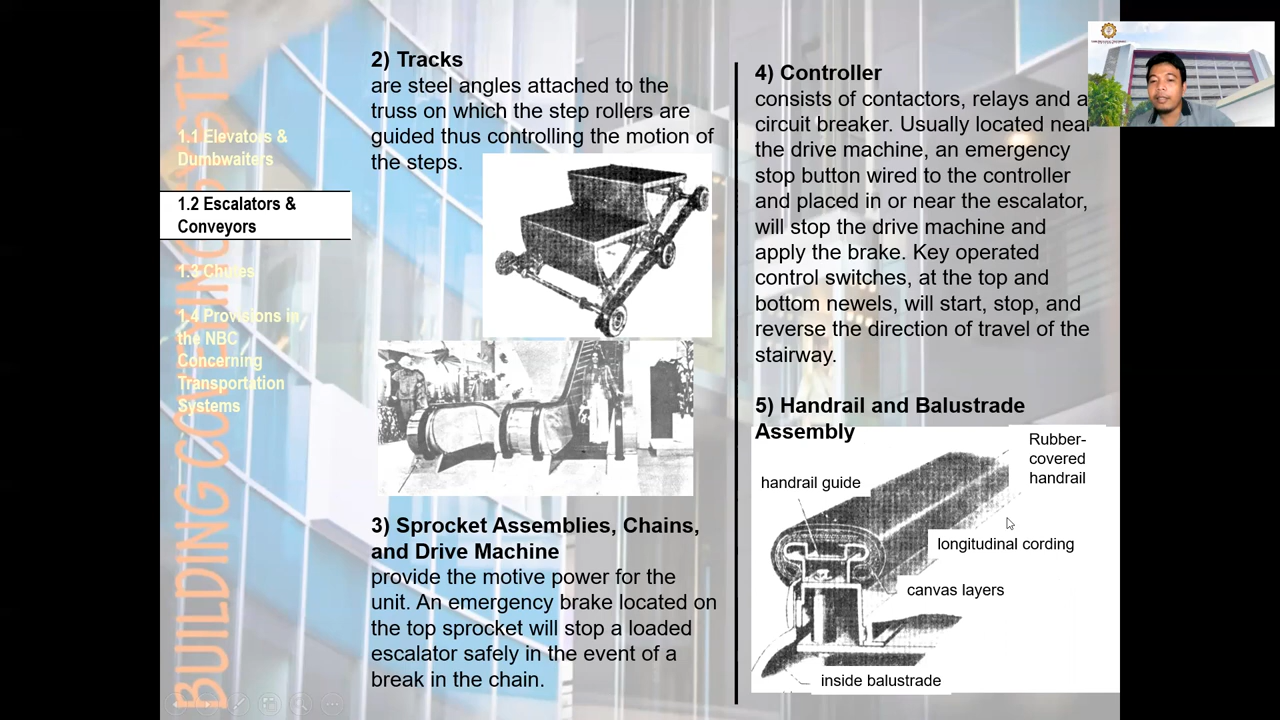 BUILDING CONVEYING SYSTEM
1.1 Elevators &
Dumbwaiters
1.2 Escalators &
Conveyors
1.3 Chutes
1.4 Provisions in
the NBC
Concerning
Transportation
Systems
2) Tracks
are steel angles attached to the
truss on which the step rollers are
guided thus controlling the motion of
the steps.
3) Sprocket Assemblies, Chains,
and Drive Machine
provide the motive power for the
unit. An emergency brake located on
the top sprocket will stop a loaded
escalator safely in the event of a
break in the chain.
4) Controller
consists of contactors, relays and a
circuit breaker. Usually located near
the drive machine, an emergency
stop button wired to the controller
and placed in or near the escalator,
will stop the drive machine and
apply the brake. Key operated
control switches, at the top and
bottom newels, will start, stop, and
reverse the direction of travel of the
stairway.
5) Handrail and Balustrade
Assembly
Rubber-
covered
handrail
handrail guide
longitudinal cording
canvas layers
inside balustrade